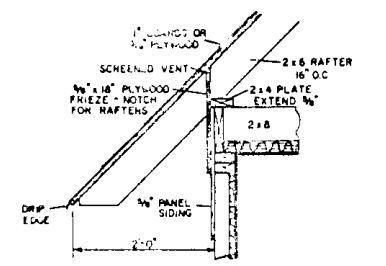 1" BOARDS OR
PLYWOOD
SCREENED VENT
5/8" x 18" PLYWOOD
FRIEZE - NOTCH
FOR RAFTERS
2 x 6 RAFTER
16" O.C
2 x 4 PLATE
EXTEND 5/8"
2 x 8
DRIP
EDGE
5/8" PANEL
SIDING
2'-0"